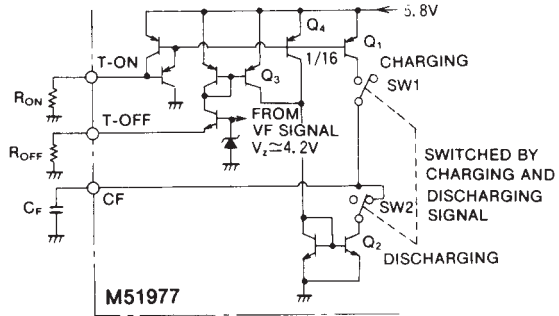 5.8V
Q4
Q1
T-ON
1/16
CHARGING
SW1
Q3
RON
T-OFF
FROM
VF SIGNAL
VZ≃4.2V
ROFF
SWITCHED BY
CHARGING AND
DISCHARGING
SIGNAL
CF
CF
SW2
Q2
DISCHARGING
M51977